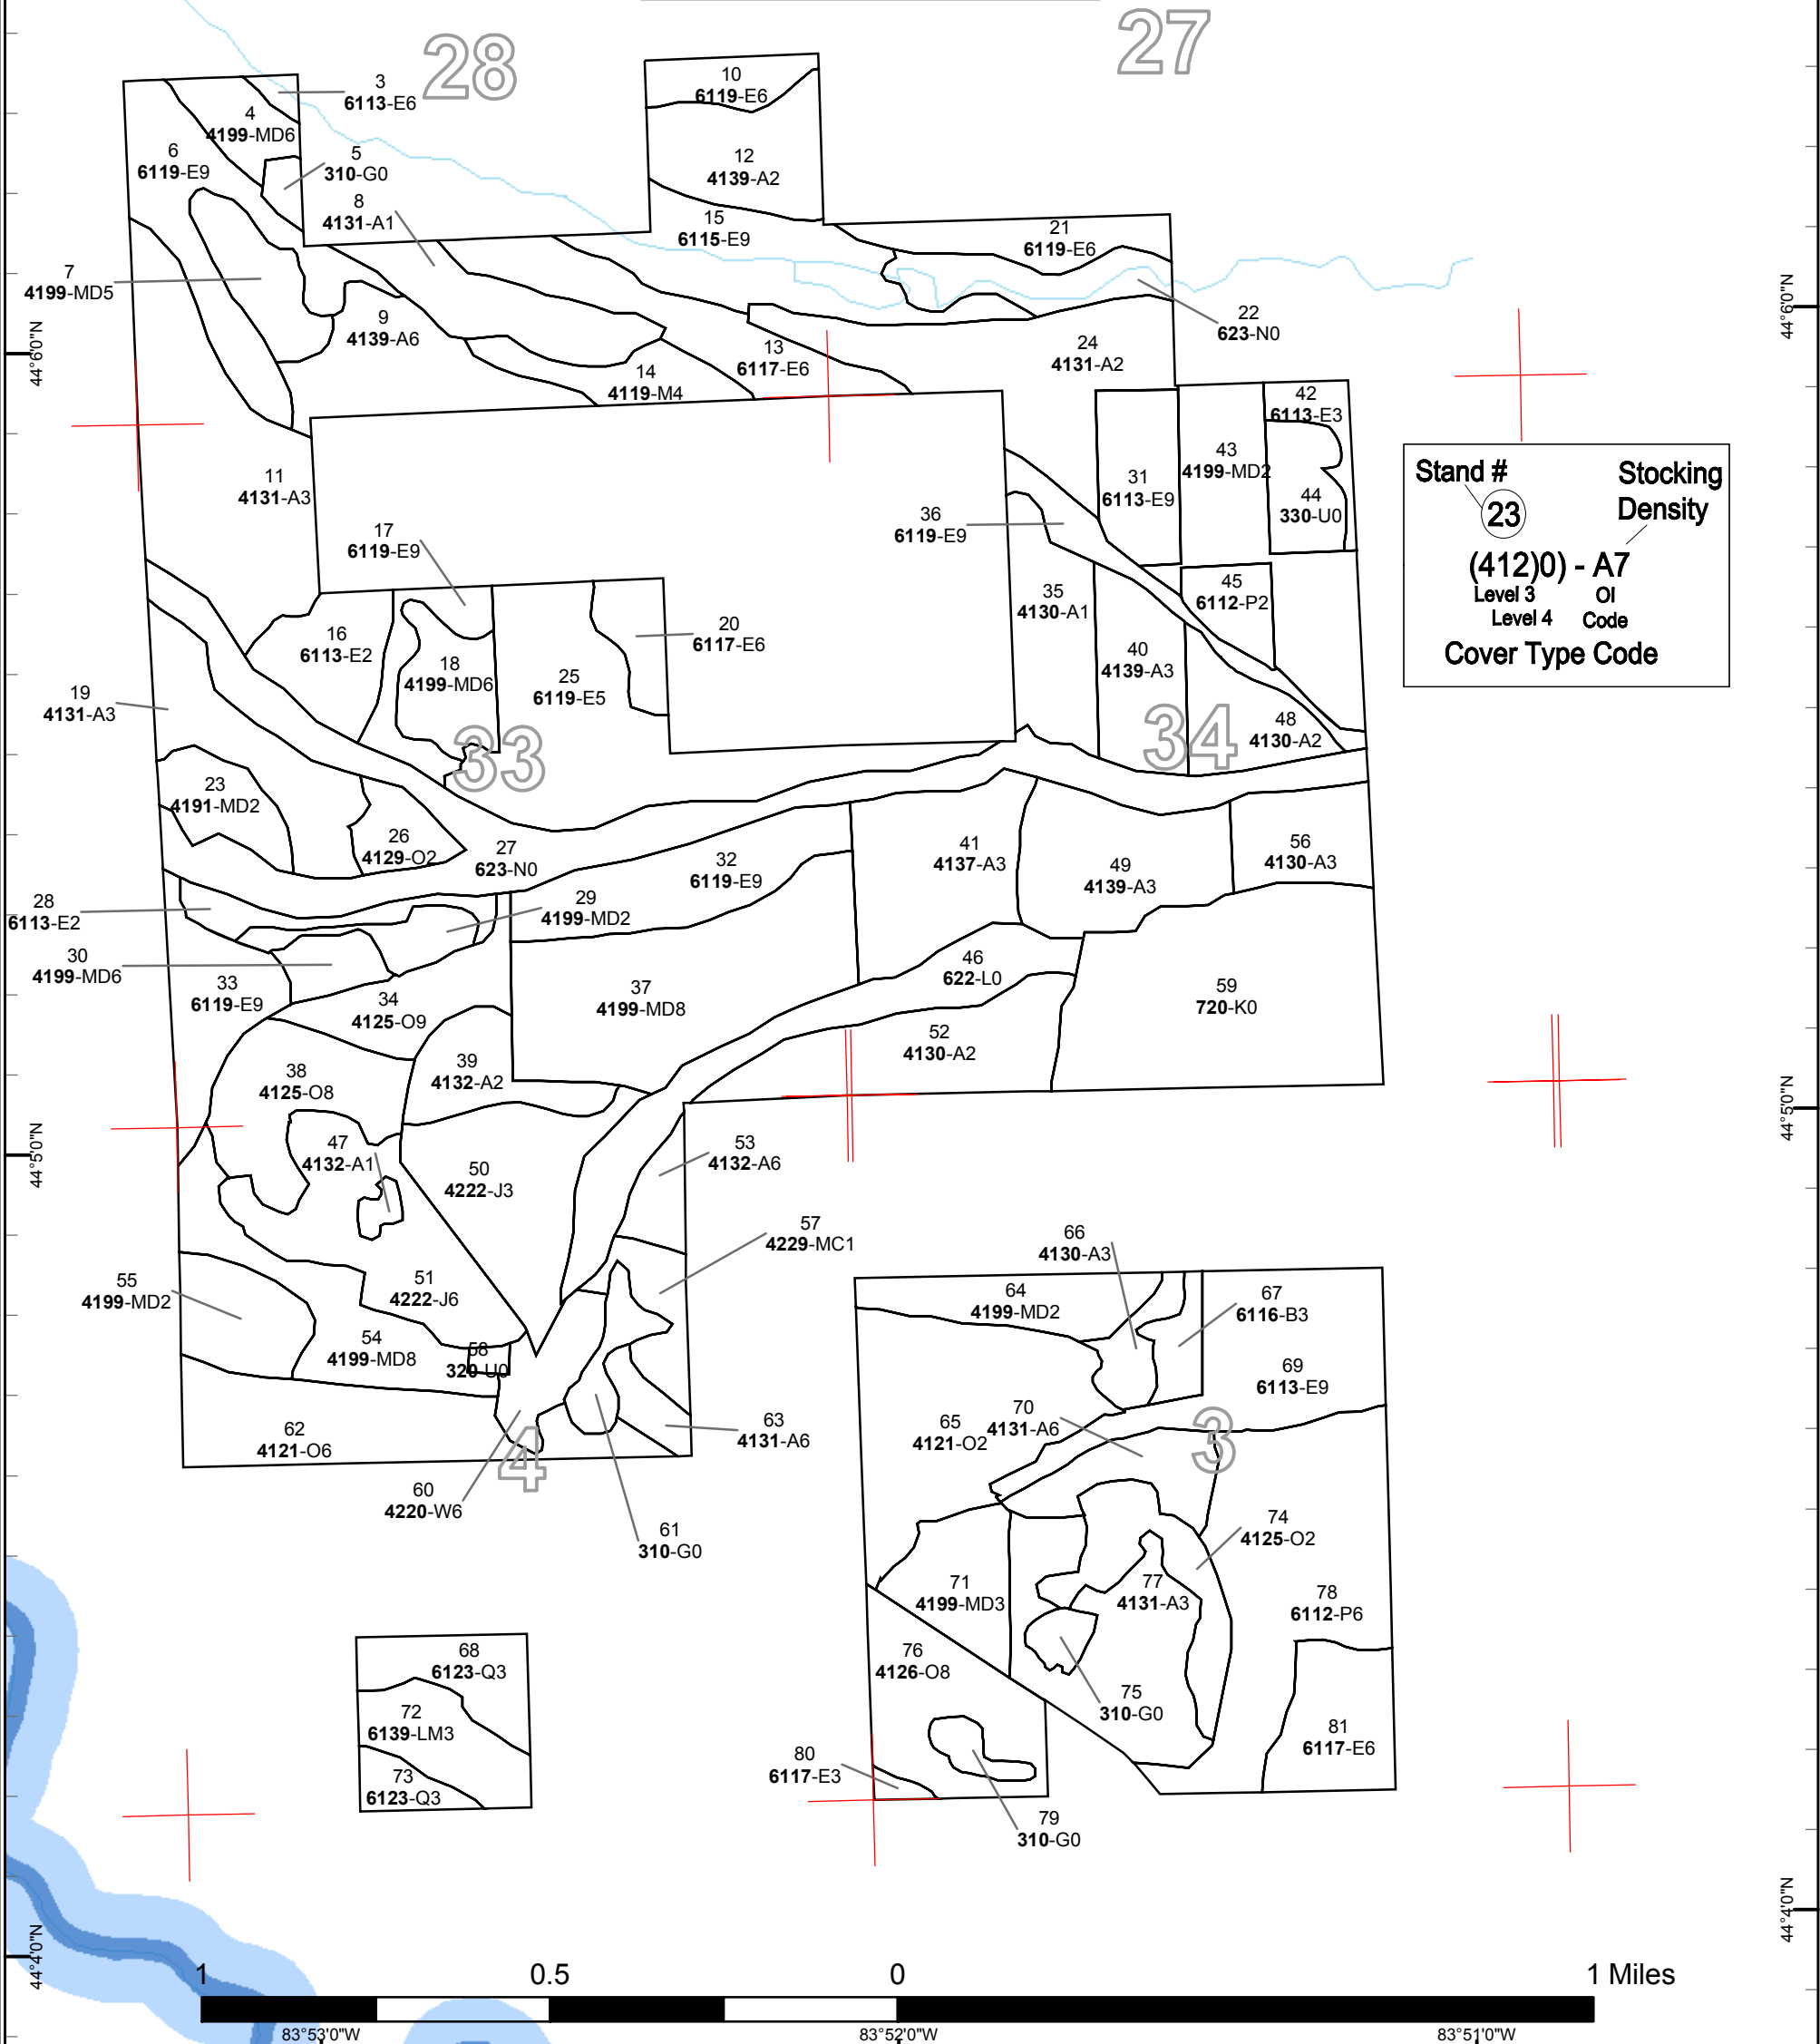 28
27
3
6113-E6
4
4199-MD6
5
310-G0
6
6119-E9
8
4131-A1
10
6119-E6
12
4139-A2
15
6115-E9
21
6119-E6
7
4199-MD5
9
4139-A6
13
6117-E6
14
4119-M4
22
623-N0
24
4131-A2
44°6'0"N
44°6'0"N
42
6113-E3
11
4131-A3
43
4199-MD2
31
6113-E9
44
330-U0
36
6119-E9
17
6119-E9
Stand #
Stocking
Density
23
(412)0) - A7
Level 3
OI
Level 4
Code
Cover Type Code
45
6112-P2
35
4130-A1
16
6113-E2
20
6117-E6
18
4199-MD6
25
6119-E5
40
4139-A3
19
4131-A3
33
34
48
4130-A2
23
4191-MD2
26
4129-O2
27
623-N0
32
6119-E9
41
4137-A3
49
4139-A3
56
4130-A3
28
6113-E2
29
4199-MD2
30
4199-MD6
33
6119-E9
34
4125-O9
37
4199-MD8
46
622-L0
59
720-K0
52
4130-A2
39
4132-A2
38
4125-O8
44°5'0"N
44°5'0"N
47
4132-A1
50
4222-J3
53
4132-A6
57
4229-MC1
55
4199-MD2
51
4222-J6
54
4199-MD8
58
320-U0
66
4130-A3
64
4199-MD2
67
6116-B3
69
6113-E9
62
4121-O6
63
4131-A6
65
4121-O2
70
4131-A6
4
3
60
4220-W6
61
310-G0
74
4125-O2
71
4199-MD3
77
4131-A3
78
6112-P6
68
6123-Q3
76
4126-O8
72
6139-LM3
75
310-G0
81
6117-E6
73
6123-Q3
80
6117-E3
79
310-G0
44°4'0"N
44°4'0"N
1
0.5
0
1 Miles
83°53'0"W
83°52'0"W
83°51'0"W